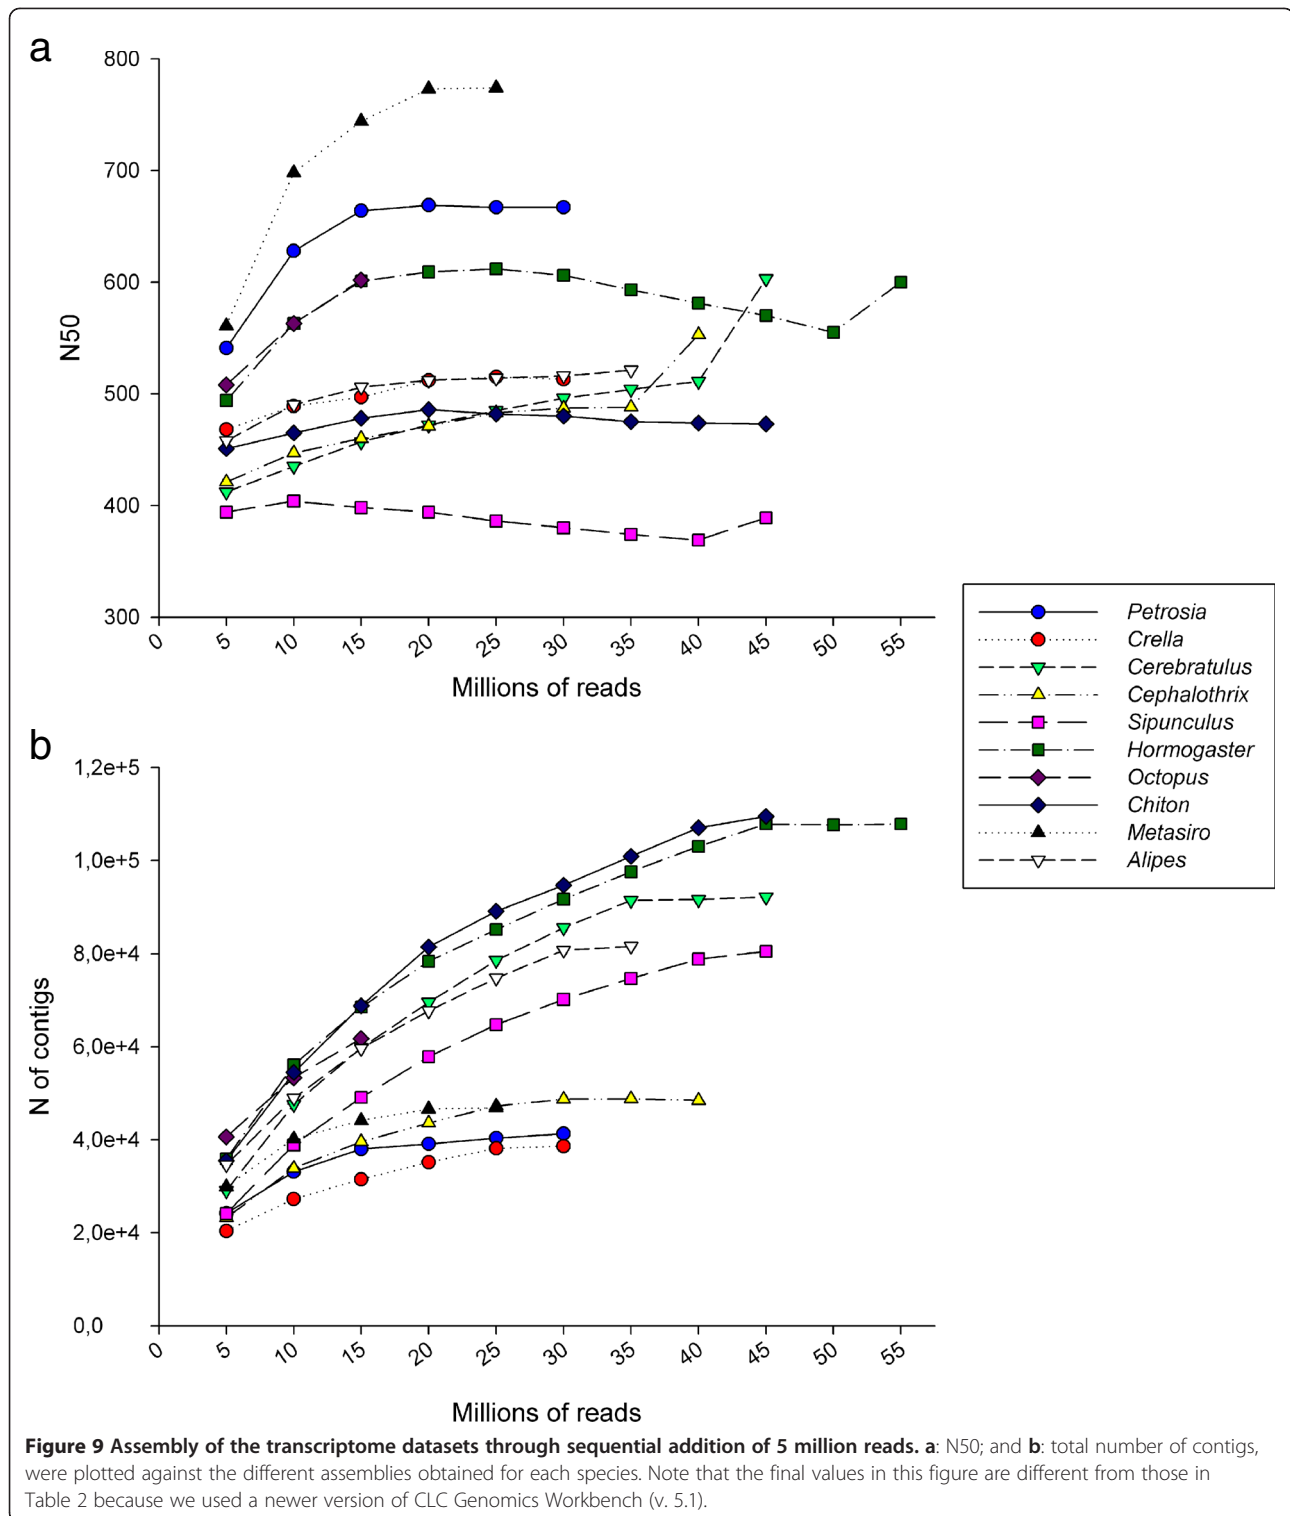 a
800
700
600
500
400
300
N50
0
5
10
15
20
25
30
35
40
45
50
55
Millions of reads
Petrosia
Crella
Cerebratulus
Cephalothrix
Sipunculus
Hormogaster
Octopus
Chiton
Metasiro
Alipes
b
1,2e+5
1,0e+5
8,0e+4
6,0e+4
4,0e+4
2,0e+4
0,0
N of contigs
0
5
10
15
20
25
30
35
40
45
50
55
Millions of reads
Figure 9 Assembly of the transcriptome datasets through sequential addition of 5 million reads. a: N50; and b: total number of contigs,
were plotted against the different assemblies obtained for each species. Note that the final values in this figure are different from those in
Table 2 because we used a newer version of CLC Genomics Workbench (v. 5.1).